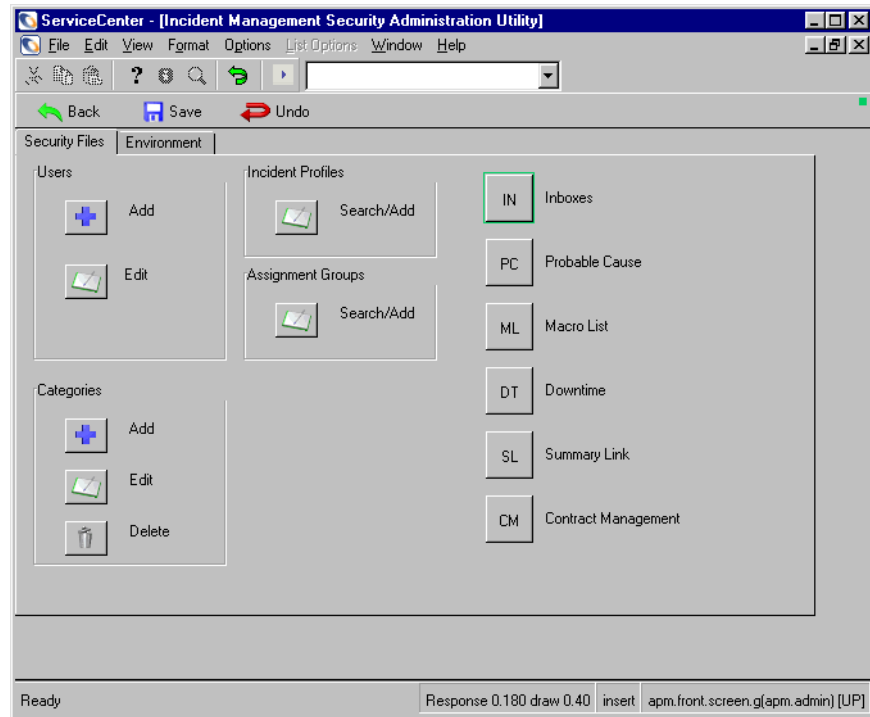 ServiceCenter - [Incident Management Security Administration Utility]
File Edit View Format Options List Options Window Help
?
Back Save Undo
Security Files Environment
Users
Add
Edit
Incident Profiles
Search/Add
Assignment Groups
Search/Add
Categories
Add
Edit
Delete
IN Inboxes
PC Probable Cause
ML Macro List
DT Downtime
SL Summary Link
CM Contract Management
Ready Response 0.180 draw 0.40 insert apm.front.screen.g(apm.admin) [UP]